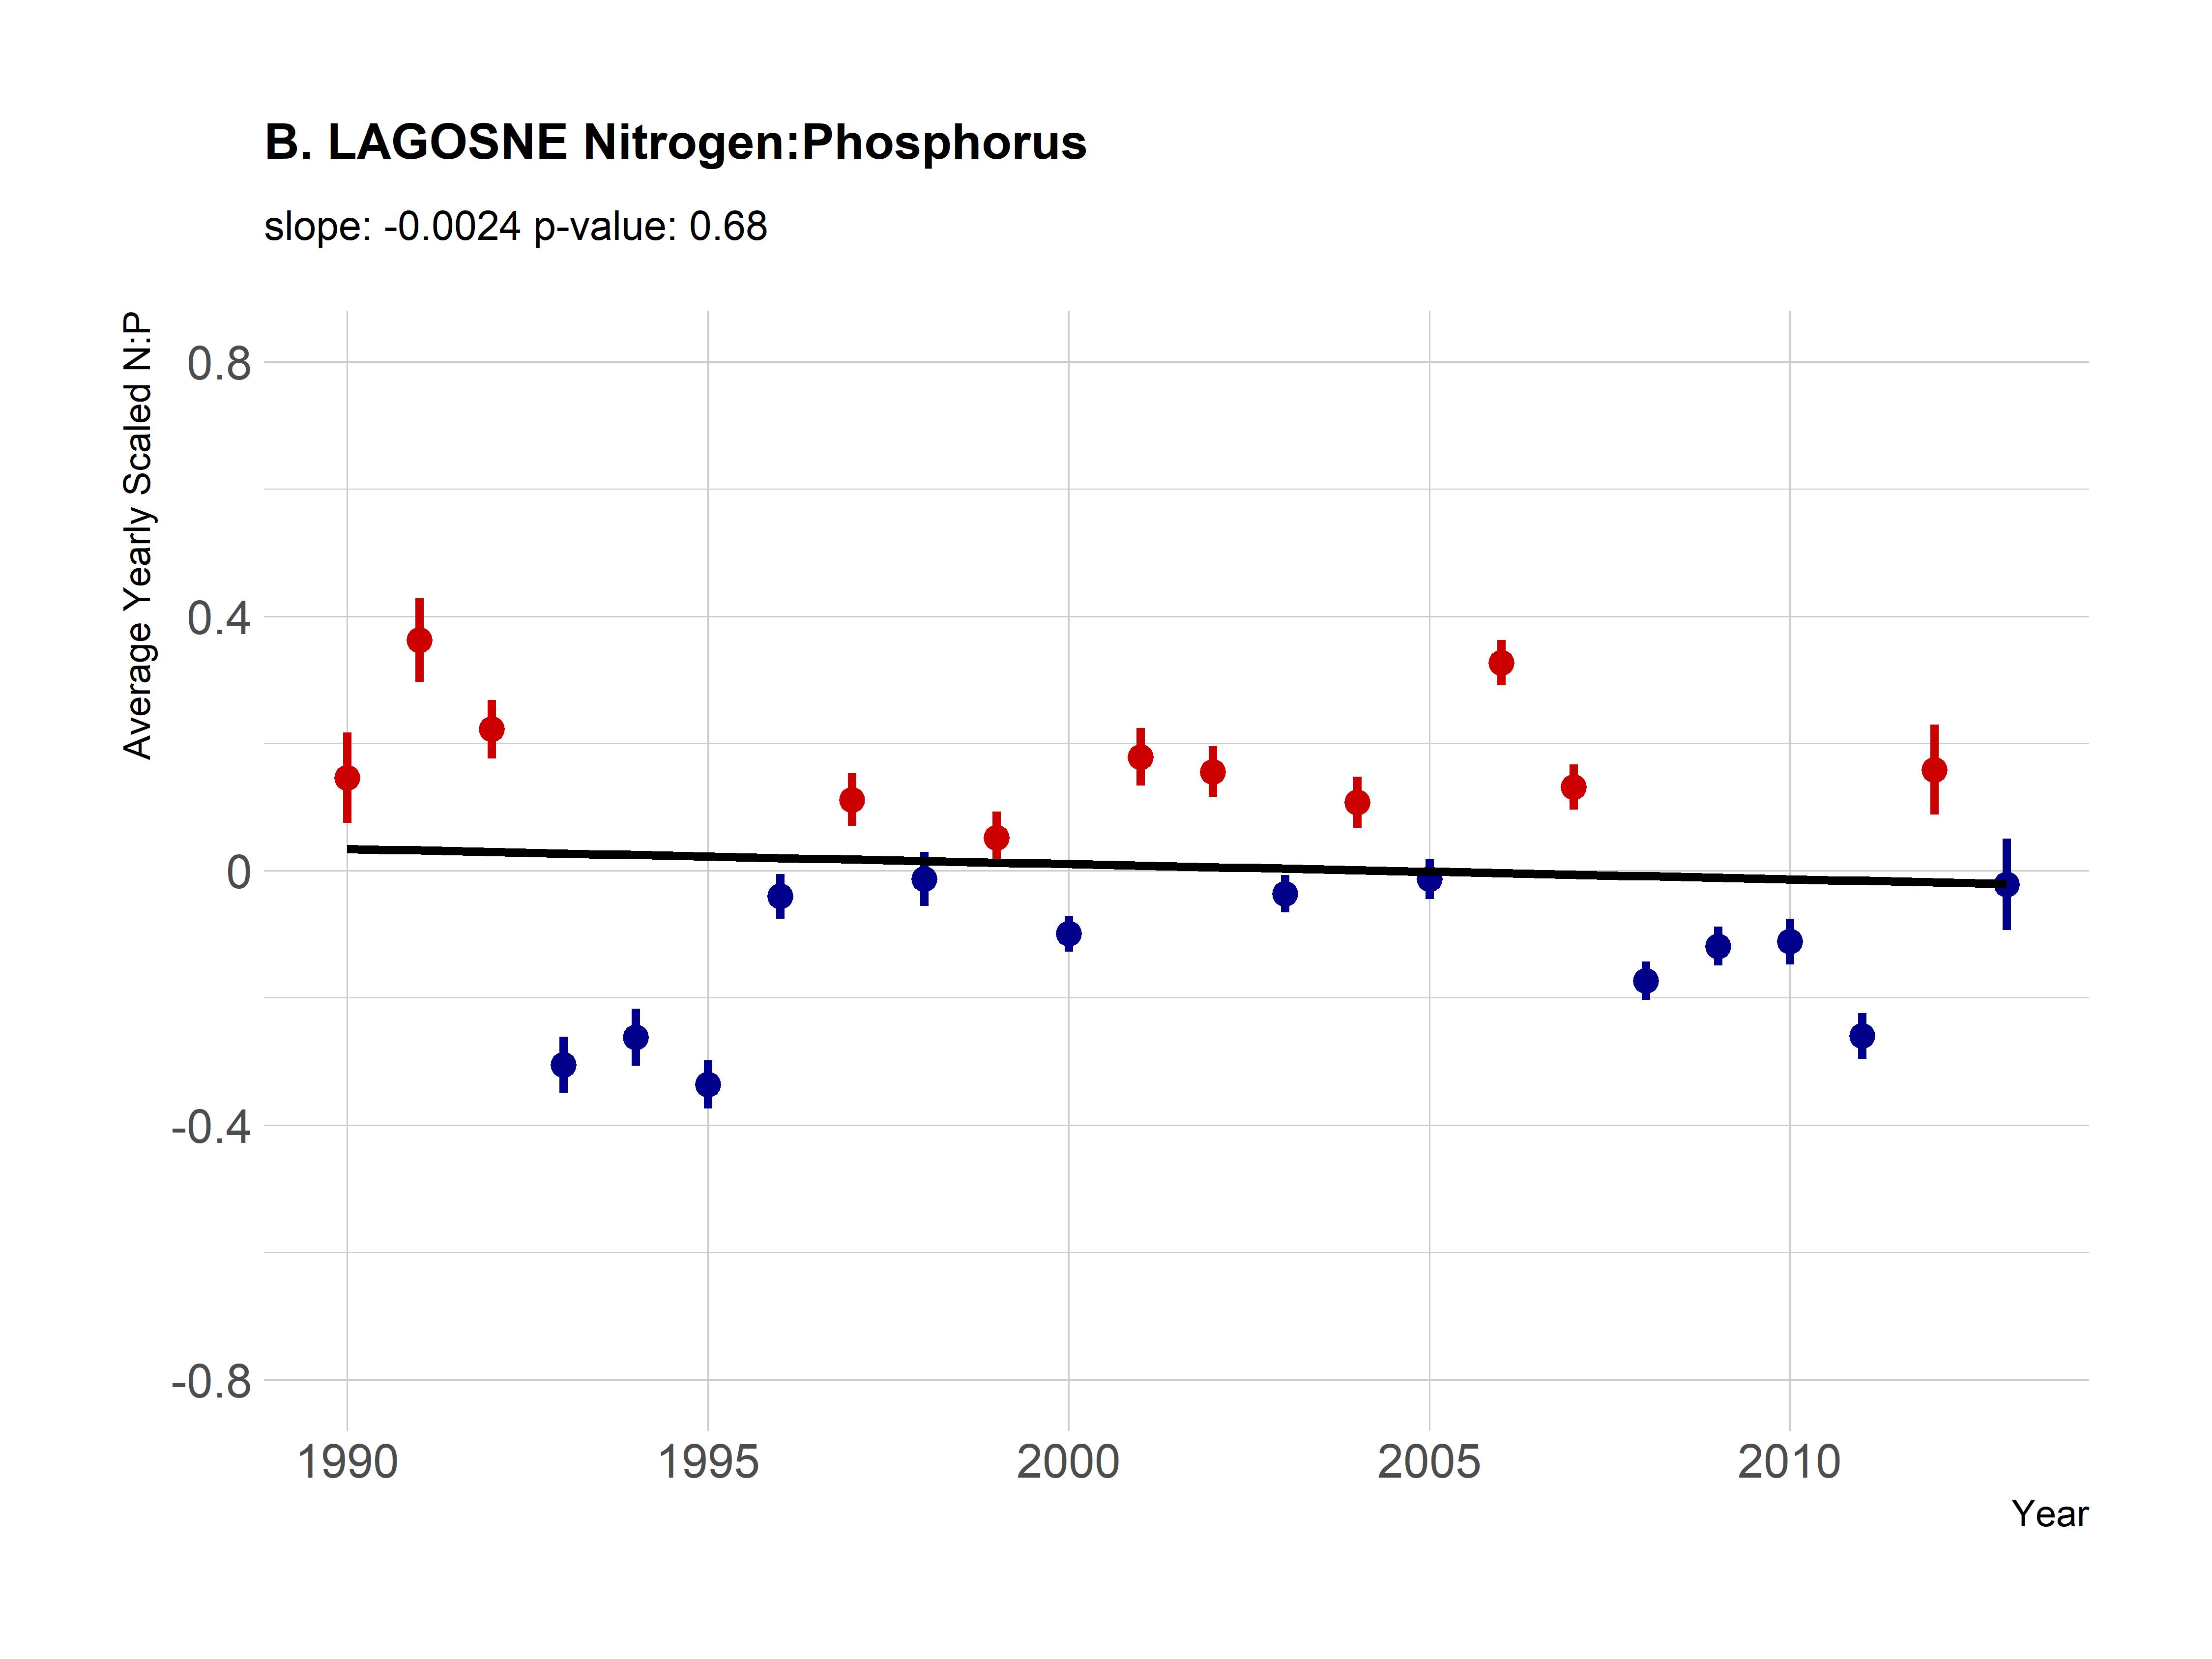 B. LAGOSNE Nitrogen:Phosphorus
slope: -0.0024 p-value: 0.68
Average Yearly Scaled N:P
0.8
0.4
0
-0.4
-0.8
1990 1995 2000 2005 2010
Year